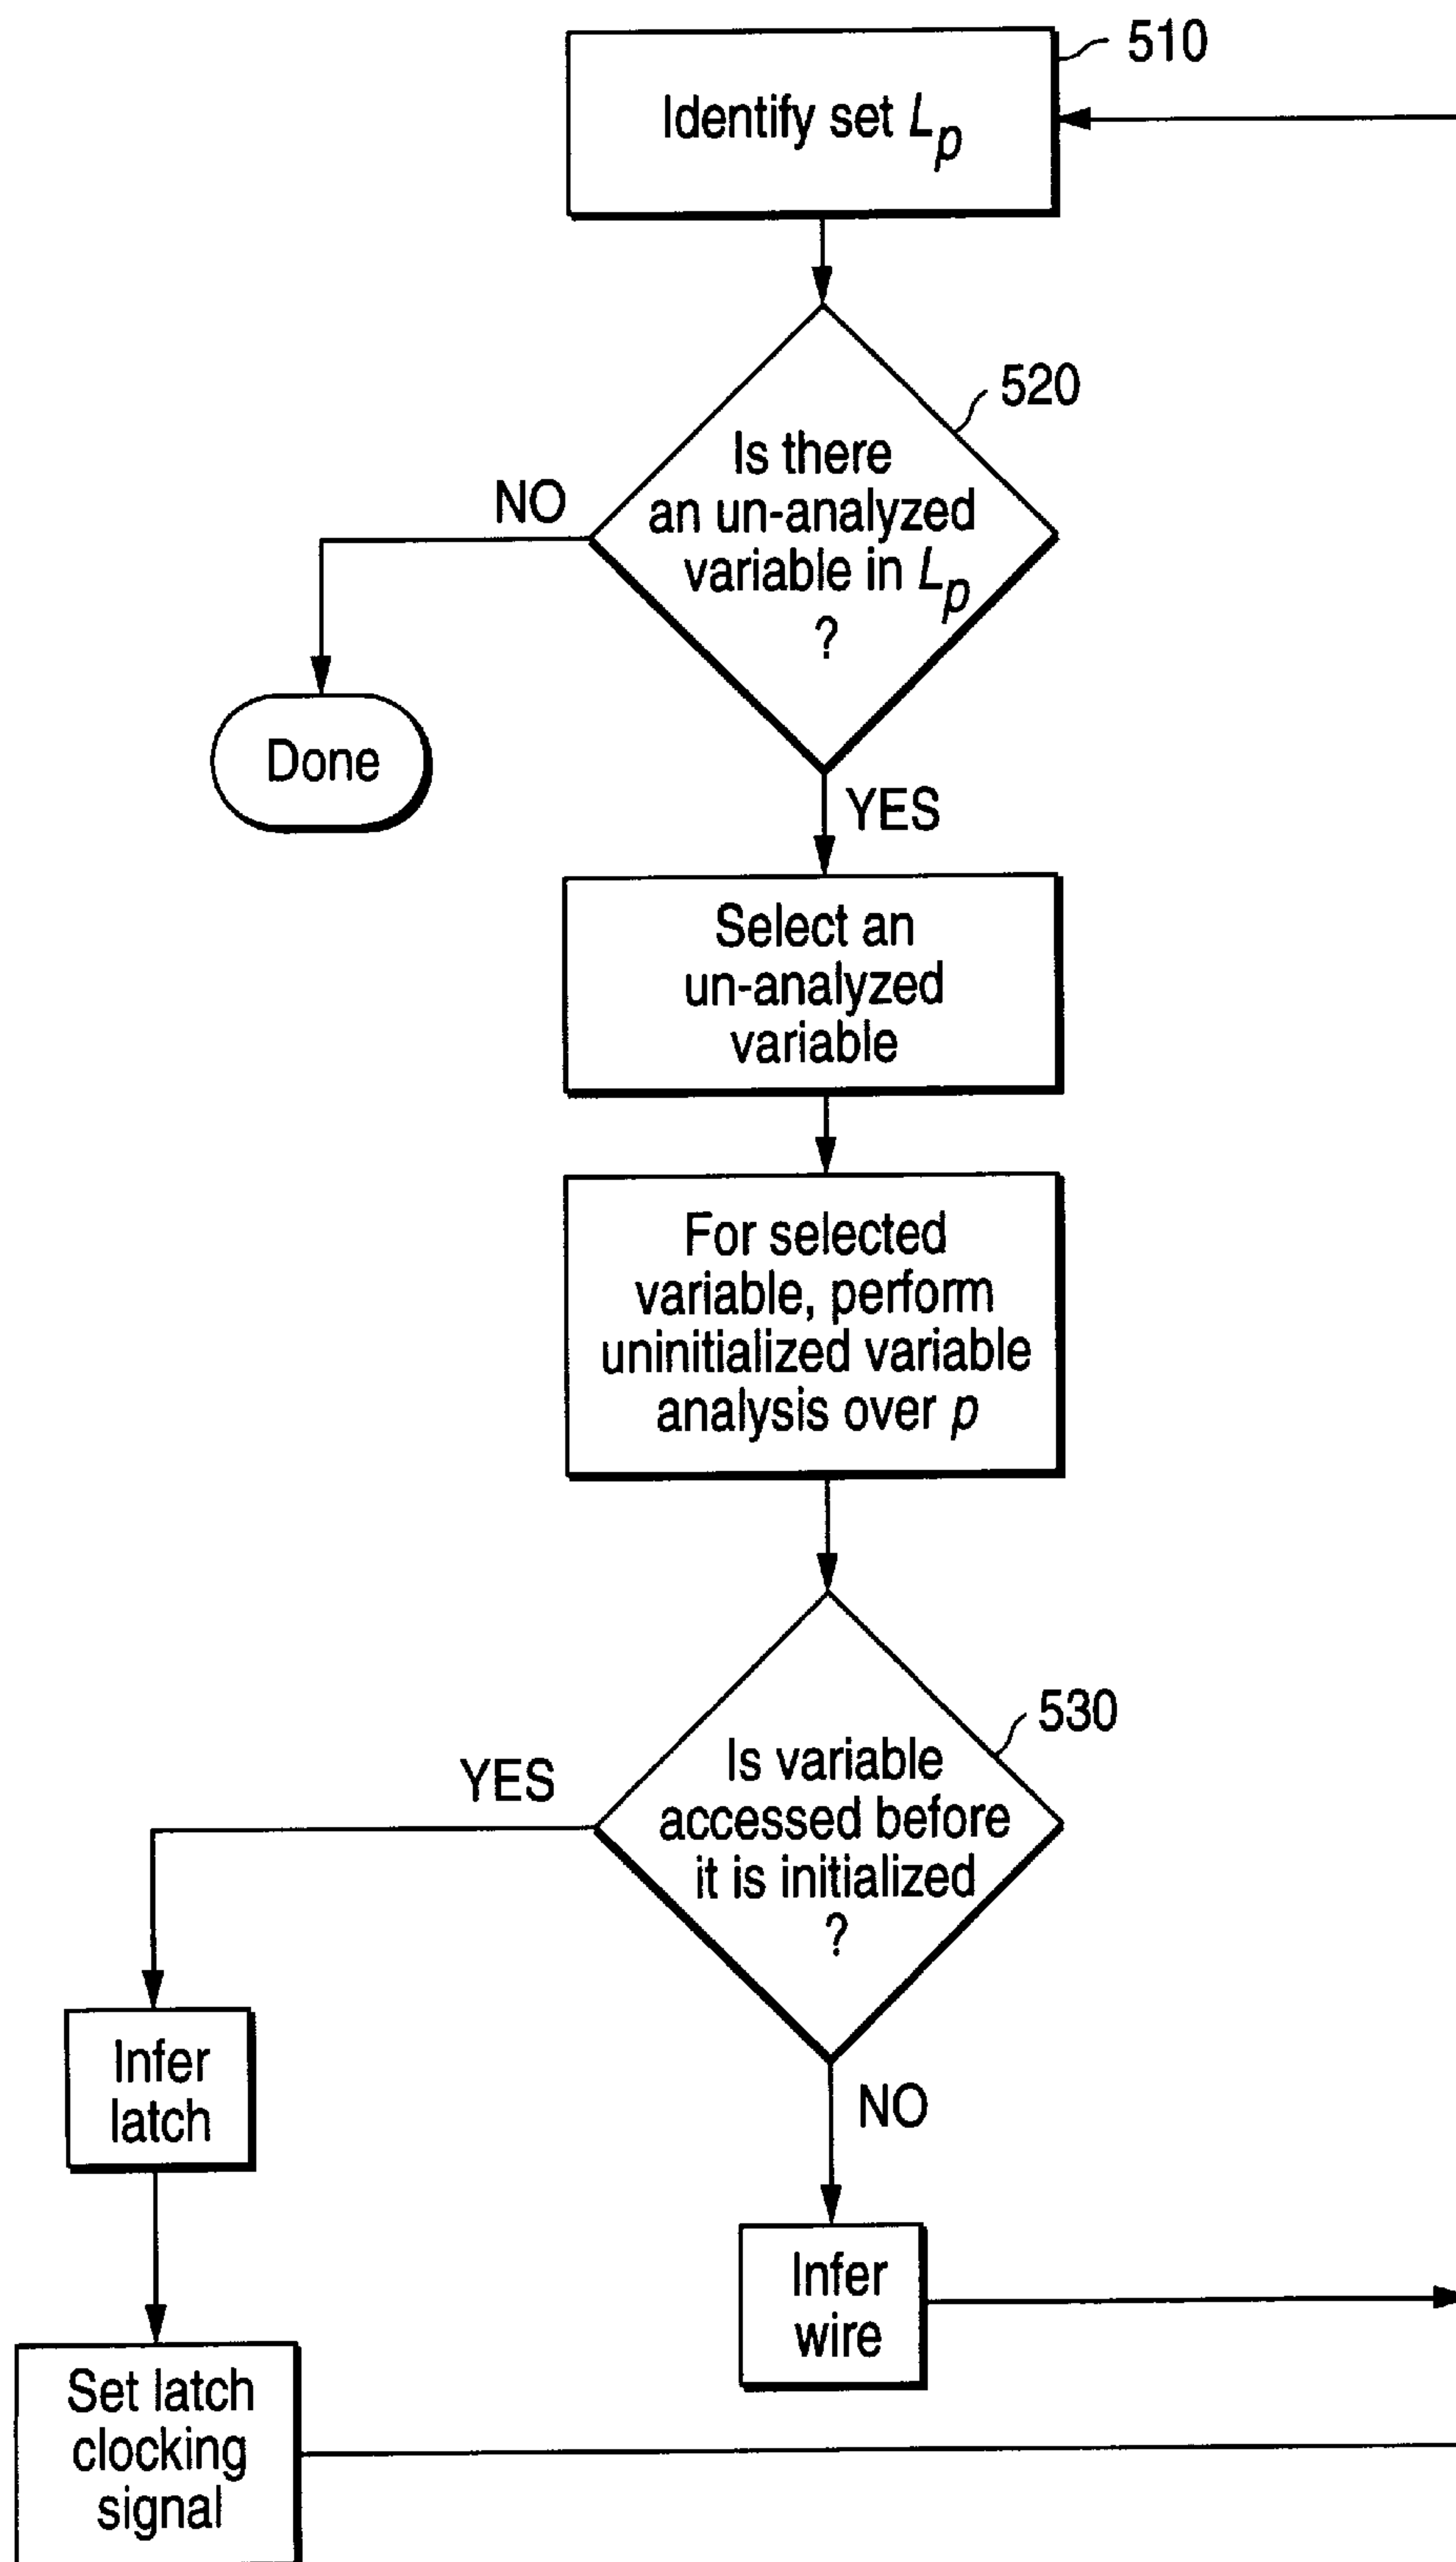 510
Identify set Lp
520
Is there
an un-analyzed
variable in Lp
?
NO
Done
YES
Select an
un-analyzed
variable
For selected
variable, perform
uninitialized variable
analysis over p
530
Is variable
accessed before
it is initialized
?
YES
Infer
latch
NO
Infer
wire
Set latch
clocking
signal